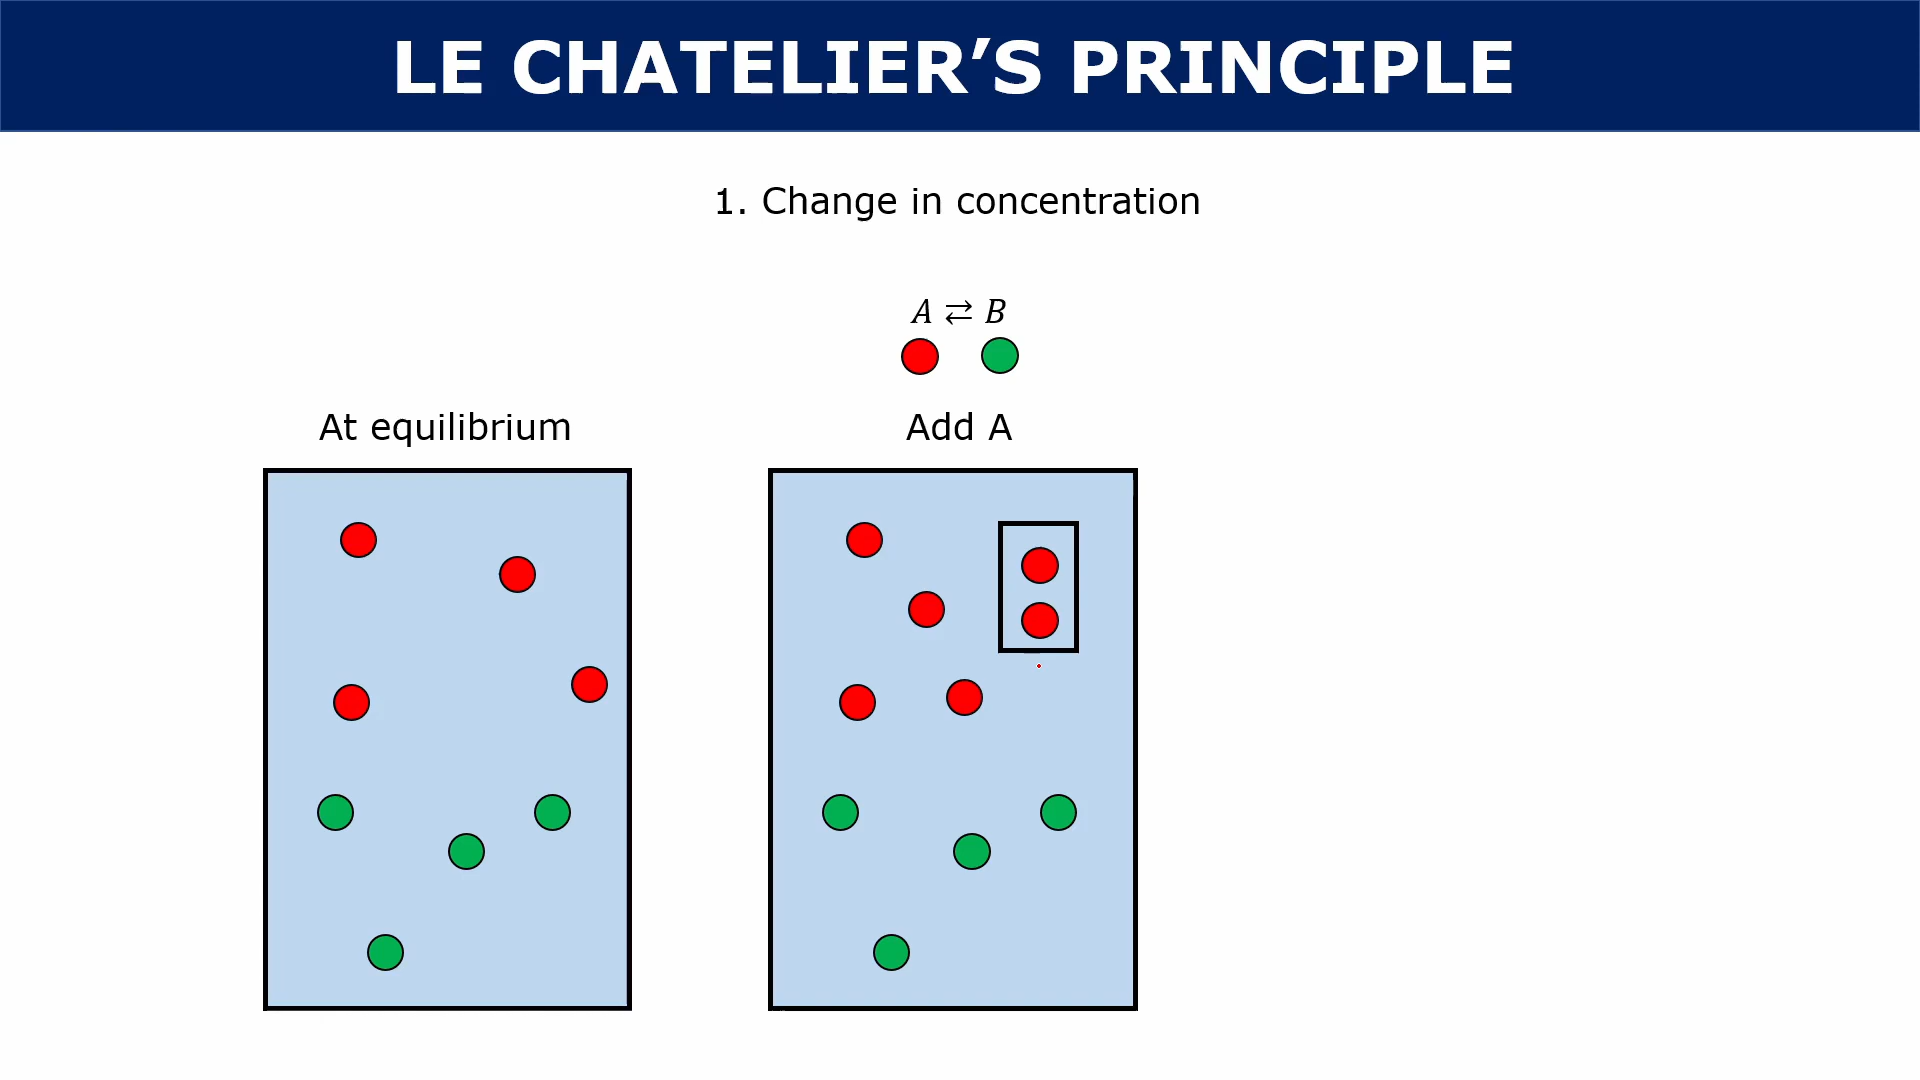 LE CHATELIER’S PRINCIPLE
1. Change in concentration
A ⇄ B
At equilibrium
Add A